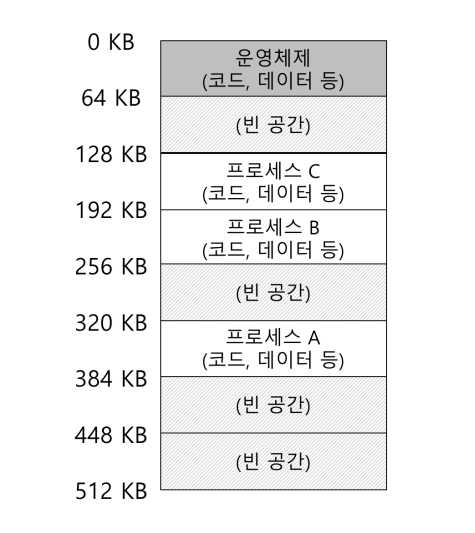 0 KB
운영체제
(코드, 데이터 등)
64 KB
(빈 공간)
128 KB
프로세스 C
(코드, 데이터 등)
192 KB
프로세스 B
(코드, 데이터 등)
256 KB
(빈 공간)
320 KB
프로세스 A
(코드, 데이터 등)
384 KB
(빈 공간)
448 KB
(빈 공간)
512 KB